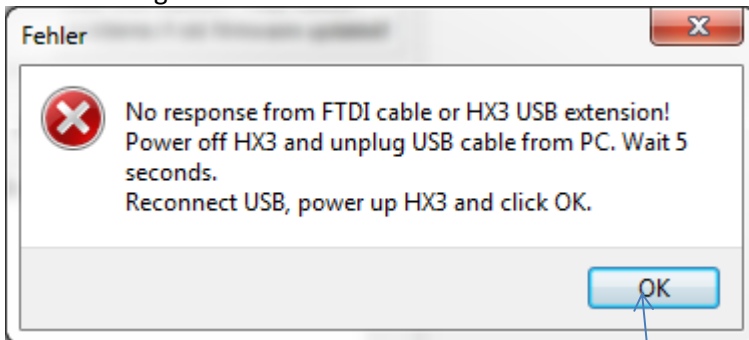 Fehler
No response from FTDI cable or HX3 USB extension!
Power off HX3 and unplug USB cable from PC. Wait 5
seconds.
Reconnect USB, power up HX3 and click OK.
OK